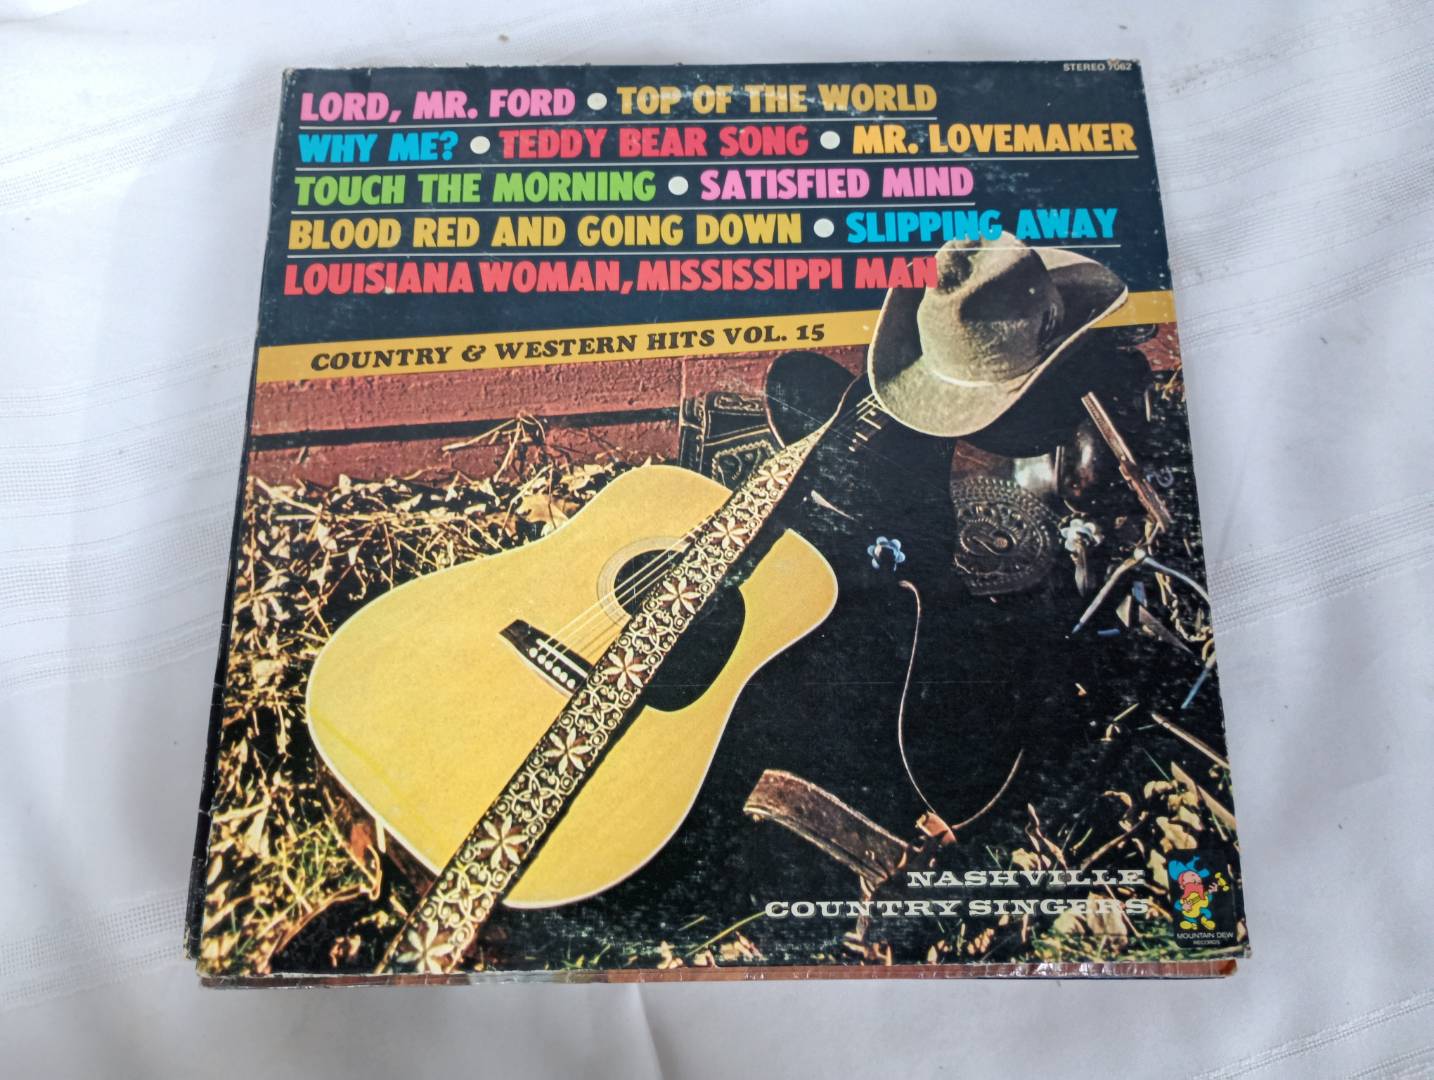 STEREO 7062
LORD, MR. FORD • TOP OF THE WORLD
WHY ME? • TEDDY BEAR SONG • MR. LOVEMAKER
TOUCH THE MORNING • SATISFIED MIND
BLOOD RED AND GOING DOWN • SLIPPING AWAY
LOUISIANA WOMAN, MISSISSIPPI MAN
COUNTRY & WESTERN HITS VOL. 15
NASHVILLE
COUNTRY SINGERS
MOUNTAIN DEW
RECORDS